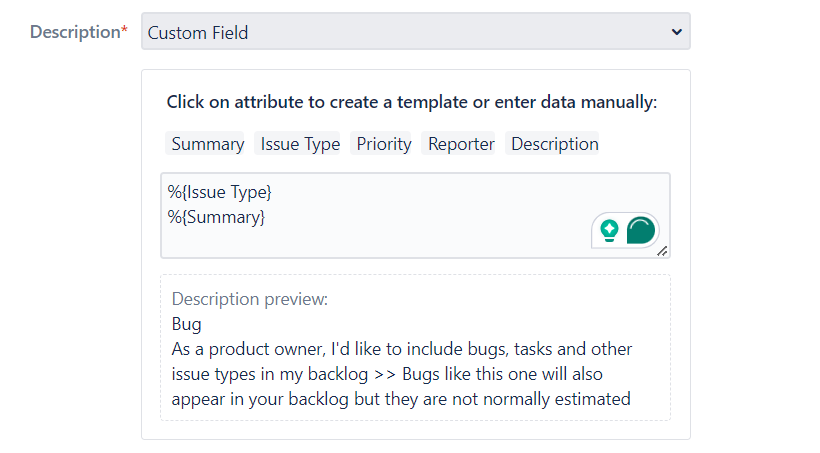 Description* Custom Field
Click on attribute to create a template or enter data manually:
Summary Issue Type Priority Reporter Description
%{Issue Type}
%{Summary}
Description preview:
Bug
As a product owner, I'd like to include bugs, tasks and other
issue types in my backlog >> Bugs like this one will also
appear in your backlog but they are not normally estimated